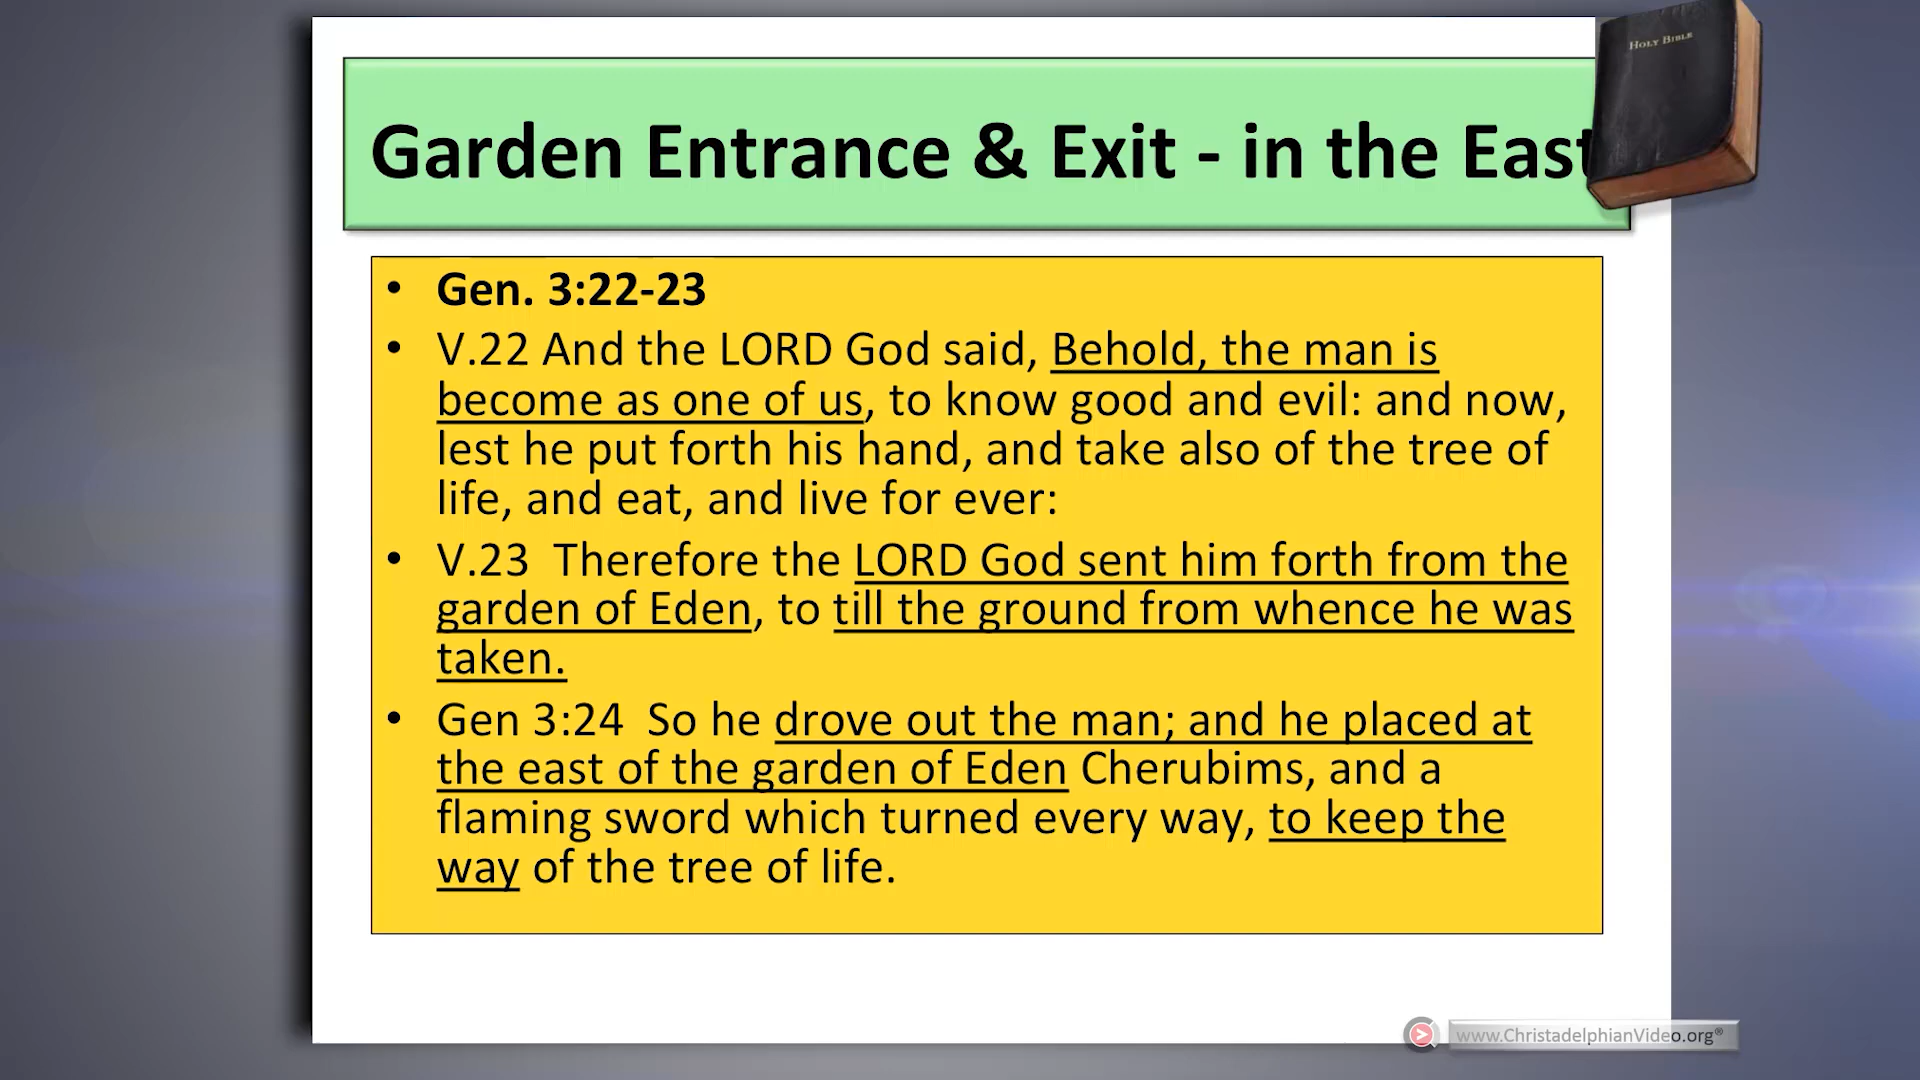 HOLY BIBLE
Garden Entrance & Exit - in the East
• Gen. 3:22-23
• V.22 And the LORD God said, Behold, the man is
become as one of us, to know good and evil: and now,
lest he put forth his hand, and take also of the tree of
life, and eat, and live for ever:
• V.23 Therefore the LORD God sent him forth from the
garden of Eden, to till the ground from whence he was
taken.
• Gen 3:24 So he drove out the man; and he placed at
the east of the garden of Eden Cherubims, and a
flaming sword which turned every way, to keep the
way of the tree of life.
www.ChristadelphianVideo.org®